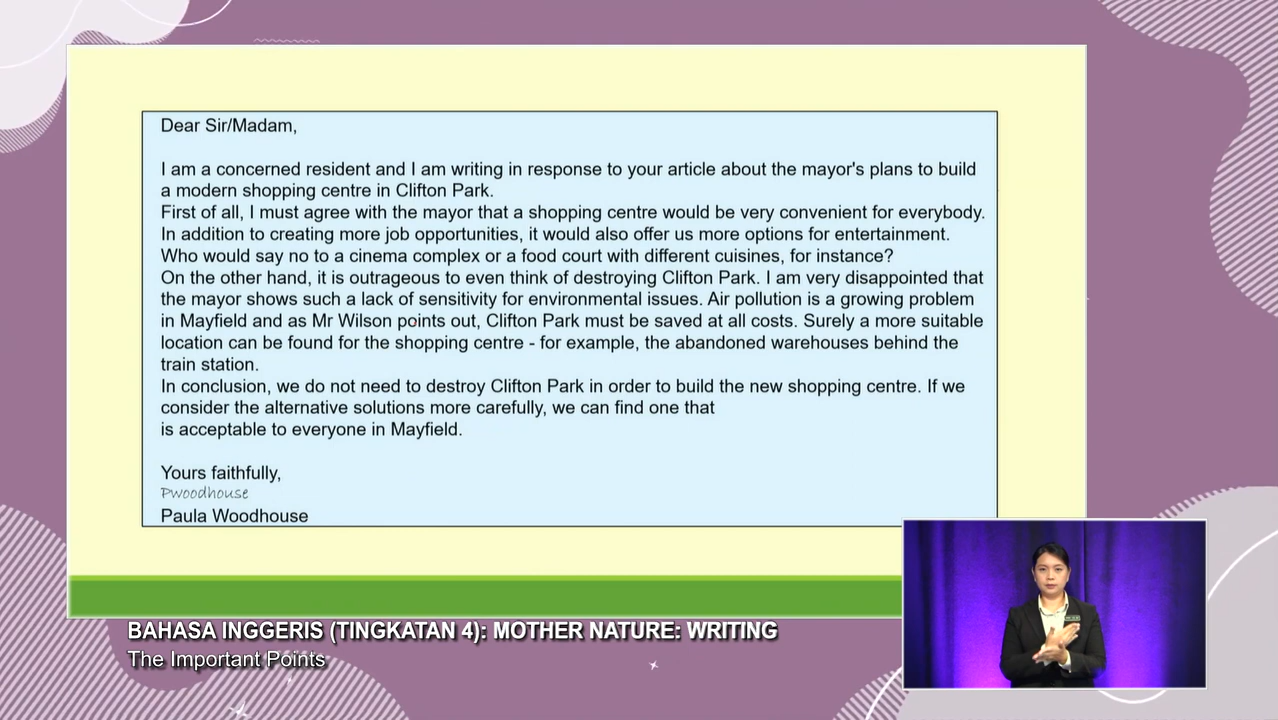 Dear Sir/Madam,
I am a concerned resident and I am writing in response to your article about the mayor's plans to build
a modern shopping centre in Clifton Park.
First of all, I must agree with the mayor that a shopping centre would be very convenient for everybody.
In addition to creating more job opportunities, it would also offer us more options for entertainment.
Who would say no to a cinema complex or a food court with different cuisines, for instance?
On the other hand, it is outrageous to even think of destroying Clifton Park. I am very disappointed that
the mayor shows such a lack of sensitivity for environmental issues. Air pollution is a growing problem
in Mayfield and as Mr Wilson points out, Clifton Park must be saved at all costs. Surely a more suitable
location can be found for the shopping centre - for example, the abandoned warehouses behind the
train station.
In conclusion, we do not need to destroy Clifton Park in order to build the new shopping centre. If we
consider the alternative solutions more carefully, we can find one that
is acceptable to everyone in Mayfield.
Yours faithfully,
Pwoodhouse
Paula Woodhouse
BAHASA INGGERIS (TINGKATAN 4): MOTHER NATURE: WRITING
The Important Points